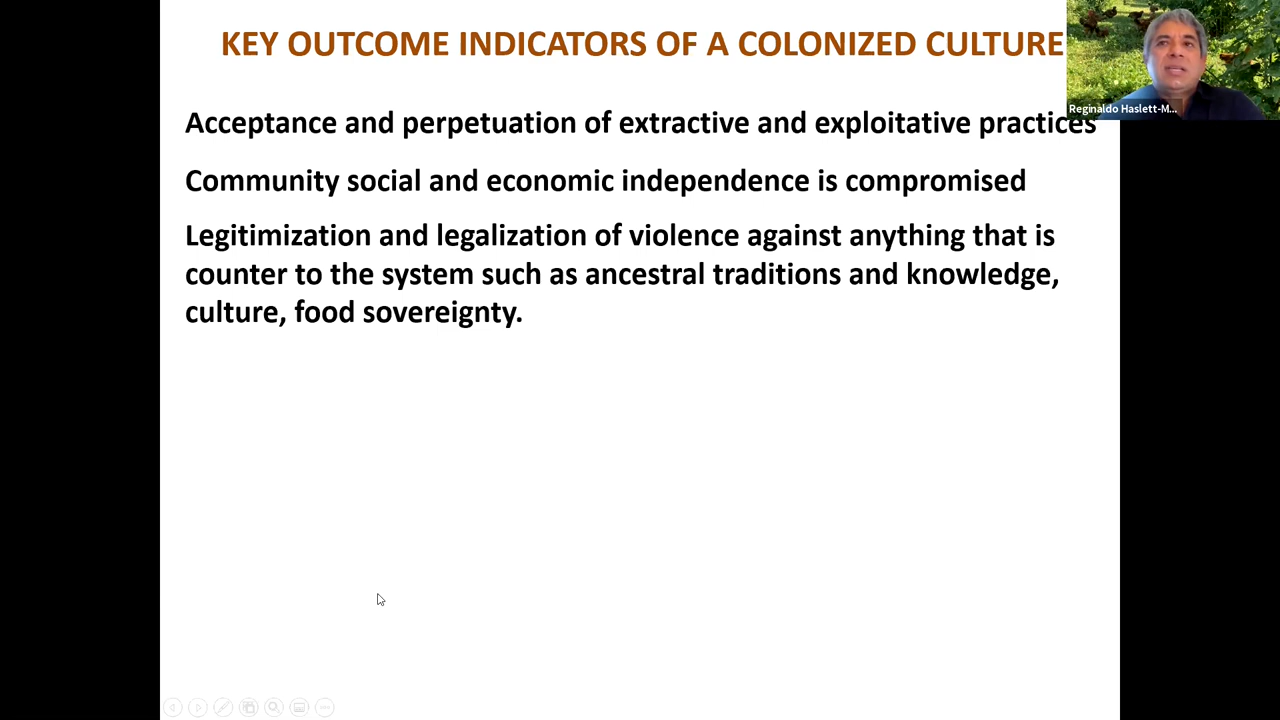 KEY OUTCOME INDICATORS OF A COLONIZED CULTURE
Reginaldo Haslett-M...
Acceptance and perpetuation of extractive and exploitative practices
Community social and economic independence is compromised
Legitimization and legalization of violence against anything that is
counter to the system such as ancestral traditions and knowledge,
culture, food sovereignty.